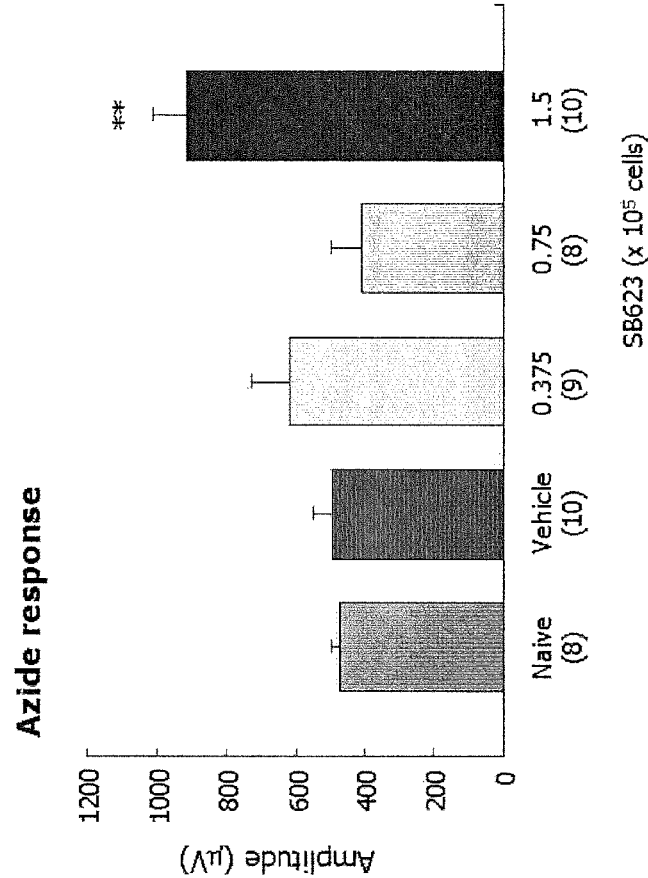 Azide response
Amplitude (µV)
1200
1000
800
600
400
200
0
**
Naive Vehicle 0.375 0.75 1.5
(8) (10) (9) (8) (10)
SB623 (x 10⁵ cells)